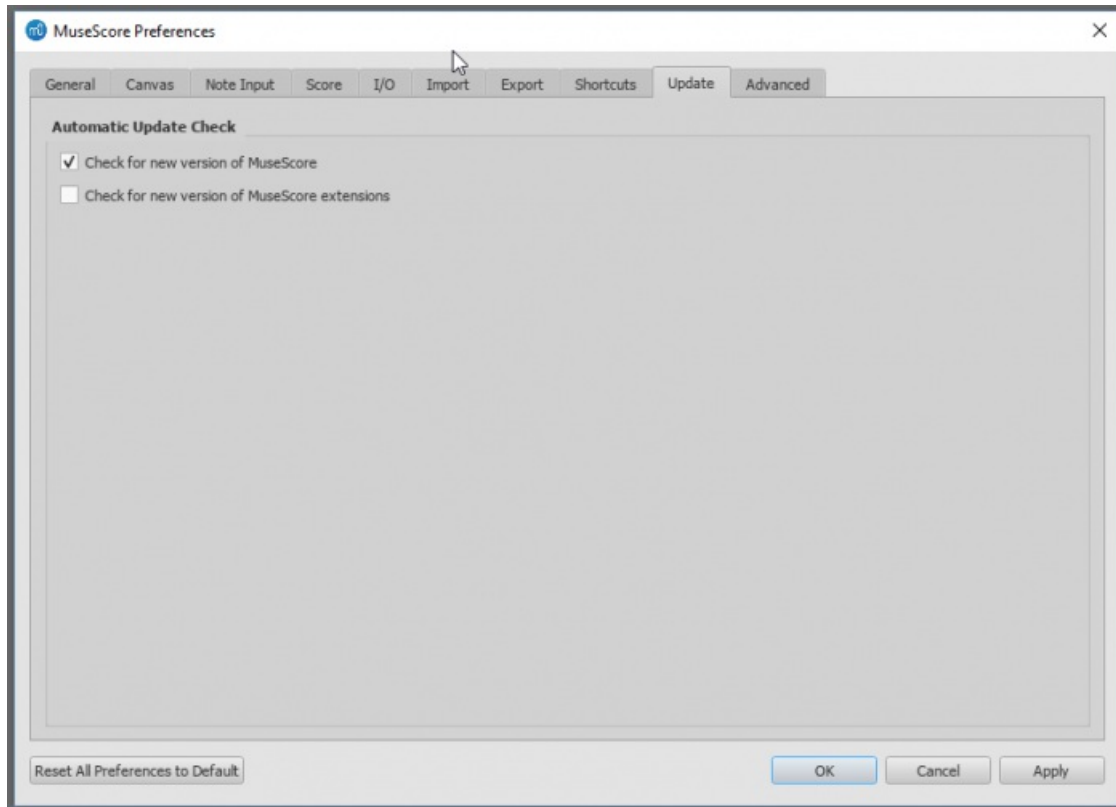 MuseScore Preferences
General Canvas Note Input Score I/O Import Export Shortcuts Update Advanced
Automatic Update Check
Check for new version of MuseScore
Check for new version of MuseScore extensions
Reset All Preferences to Default OK Cancel Apply